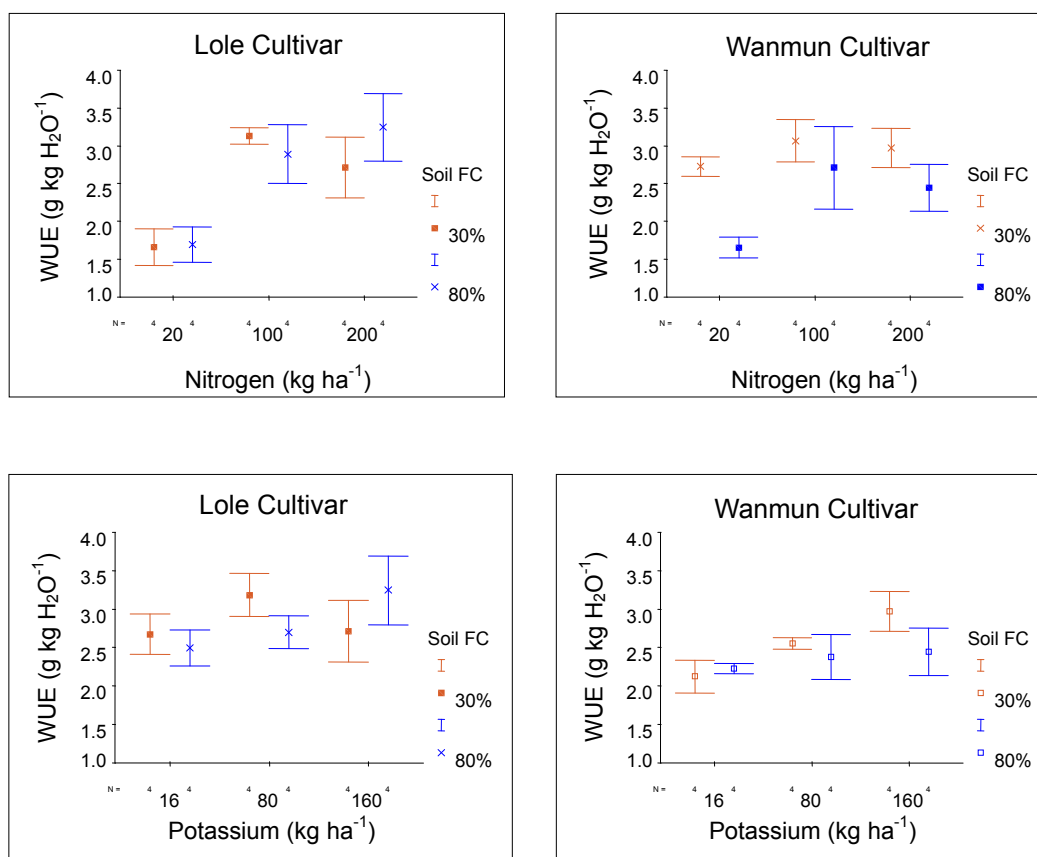 Lole Cultivar
WUE (g kg H₂O⁻¹)
4.0
3.5
3.0
2.5
2.0
1.5
1.0
Soil FC
30%
80%
N = 4 4 4 4 4 4
20 100 200
Nitrogen (kg ha⁻¹)
Wanmun Cultivar
WUE (g kg H₂O⁻¹)
4.0
3.5
3.0
2.5
2.0
1.5
1.0
Soil FC
30%
80%
N = 4 4 4 4 4 4
20 100 200
Nitrogen (kg ha⁻¹)
Lole Cultivar
WUE (g kg H₂O⁻¹)
4.0
3.5
3.0
2.5
2.0
1.5
1.0
Soil FC
30%
80%
N = 4 4 4 4 4 4
16 80 160
Potassium (kg ha⁻¹)
Wanmun Cultivar
WUE (g kg H₂O⁻¹)
4.0
3.5
3.0
2.5
2.0
1.5
1.0
Soil FC
30%
80%
N = 4 4 4 4 4 4
16 80 160
Potassium (kg ha⁻¹)